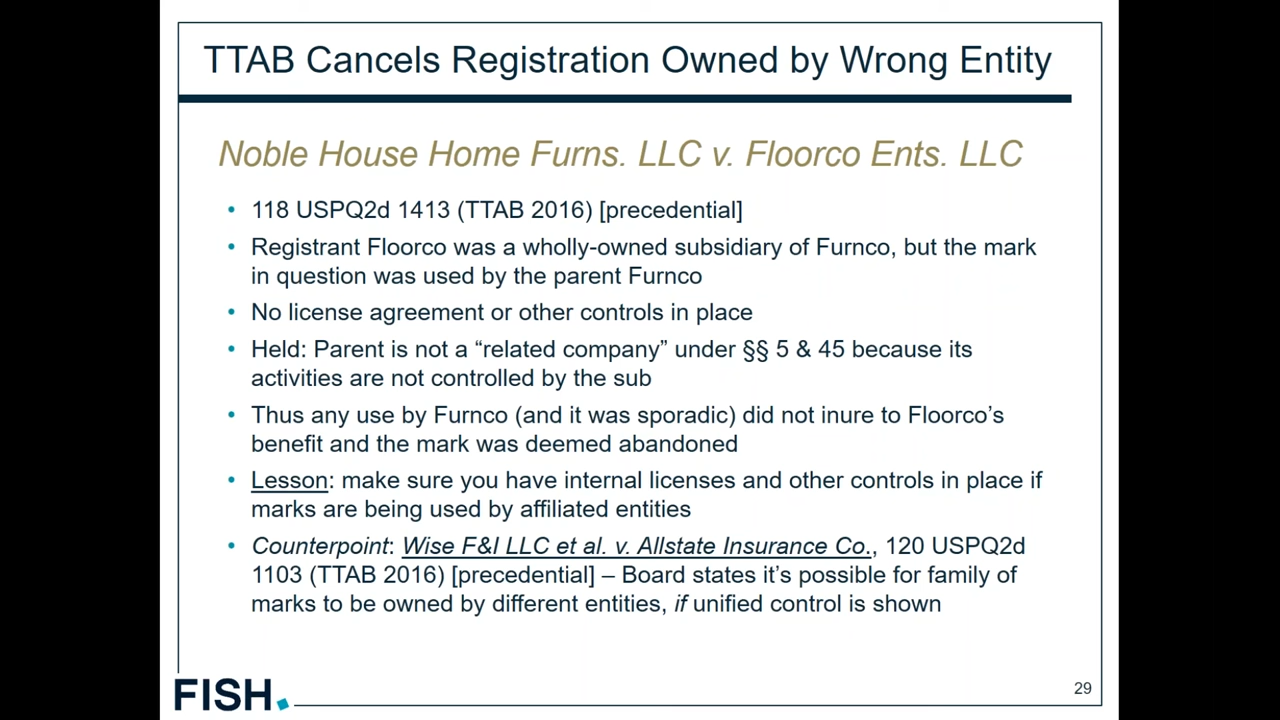 TTAB Cancels Registration Owned by Wrong Entity
Noble House Home Furns. LLC v. Floorco Ents. LLC
• 118 USPQ2d 1413 (TTAB 2016) [precedential]
• Registrant Floorco was a wholly-owned subsidiary of Furnco, but the mark
in question was used by the parent Furnco
• No license agreement or other controls in place
• Held: Parent is not a “related company” under §§ 5 & 45 because its
activities are not controlled by the sub
• Thus any use by Furnco (and it was sporadic) did not inure to Floorco’s
benefit and the mark was deemed abandoned
• Lesson: make sure you have internal licenses and other controls in place if
marks are being used by affiliated entities
• Counterpoint: Wise F&I LLC et al. v. Allstate Insurance Co., 120 USPQ2d
1103 (TTAB 2016) [precedential] – Board states it’s possible for family of
marks to be owned by different entities, if unified control is shown
FISH.
29